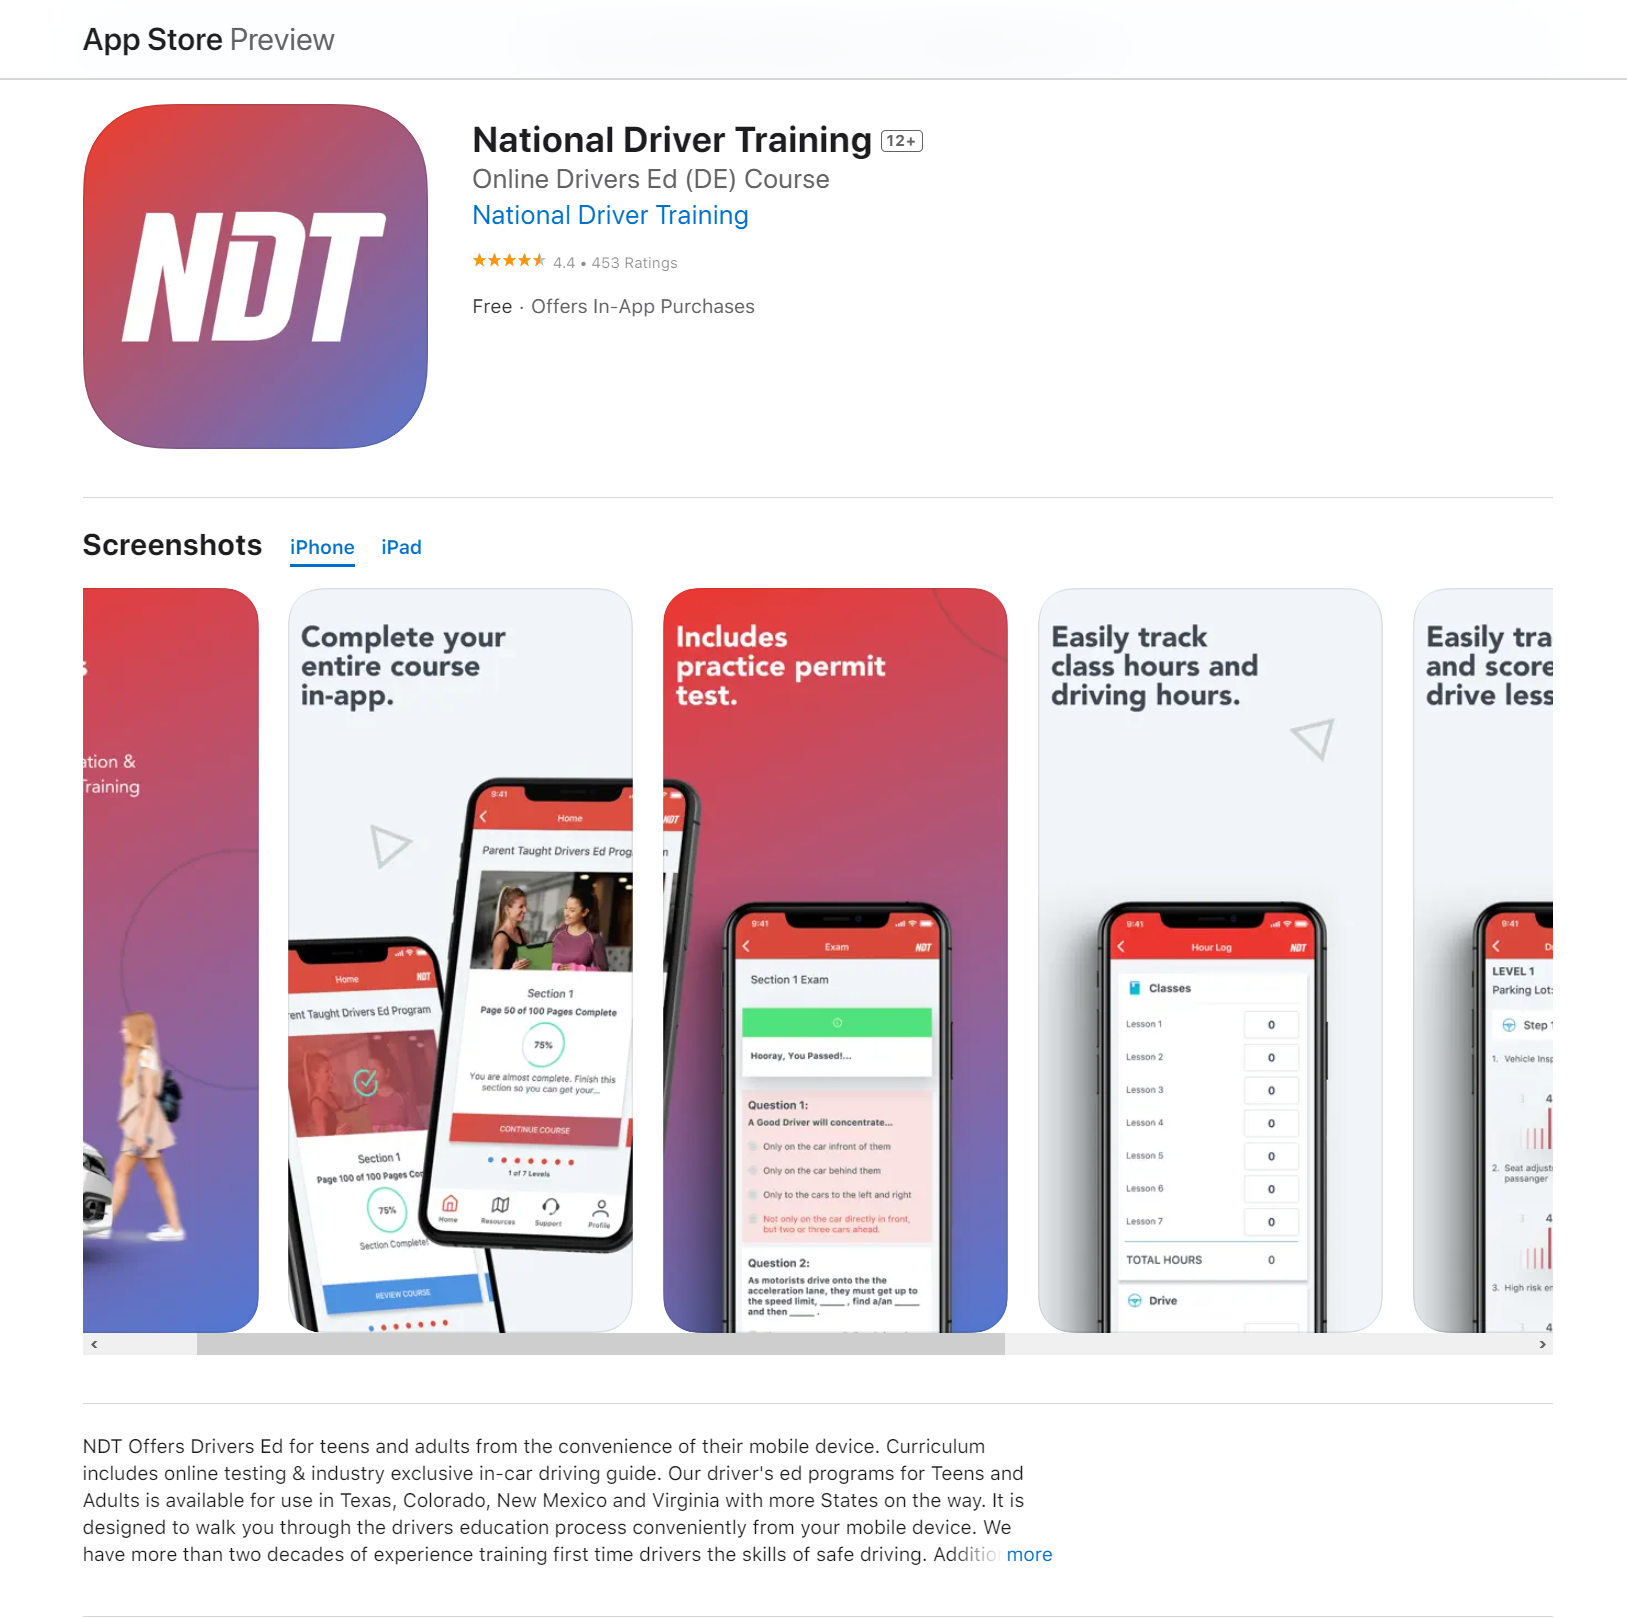 App Store Preview
NDT
National Driver Training 12+
Online Drivers Ed (DE) Course
National Driver Training
4.4 • 453 Ratings
Free · Offers In-App Purchases
Screenshots iPhone iPad
s
ation &
Training
Complete your
entire course
in-app.
9:41
Home
NDT
ent Taught Drivers Ed Program
Section 1
Page 100 of 100 Pages Com
75%
Section Complete!
REVIEW COURSE
9:41
Home
Parent Taught Drivers Ed Prog
Section 1
Page 50 of 100 Pages Complete
75%
You are almost complete. Finish this
section so you can get your...
CONTINUE COURSE
1 of 7 Levels
Home Resources Support Profile
Includes
practice permit
test.
NDT
m
9:41
Exam NDT
Section 1 Exam
Hooray, You Passed!...
Question 1:
A Good Driver will concentrate...
Only on the car infront of them
Only on the car behind them
Only to the cars to the left and right
Not only on the car directly in front,
but two or three cars ahead.
Question 2:
As motorists drive onto the the
acceleration lane, they must get up to
the speed limit, _____ , find a/an _____
and then _____ .
Easily track
class hours and
driving hours.
9:41
Hour Log NDT
Classes
Lesson 1 0
Lesson 2 0
Lesson 3 0
Lesson 4 0
Lesson 5 0
Lesson 6 0
Lesson 7 0
TOTAL HOURS 0
Drive
Easily tra
and score
drive less
9:41
D
LEVEL 1
Parking Lot:
Step 1
1. Vehicle Insp
3 4
2. Seat adjust
passanger
3 4
3. High risk en
3 4
NDT Offers Drivers Ed for teens and adults from the convenience of their mobile device. Curriculum
includes online testing & industry exclusive in-car driving guide. Our driver's ed programs for Teens and
Adults is available for use in Texas, Colorado, New Mexico and Virginia with more States on the way. It is
designed to walk you through the drivers education process conveniently from your mobile device. We
have more than two decades of experience training first time drivers the skills of safe driving. Additio more